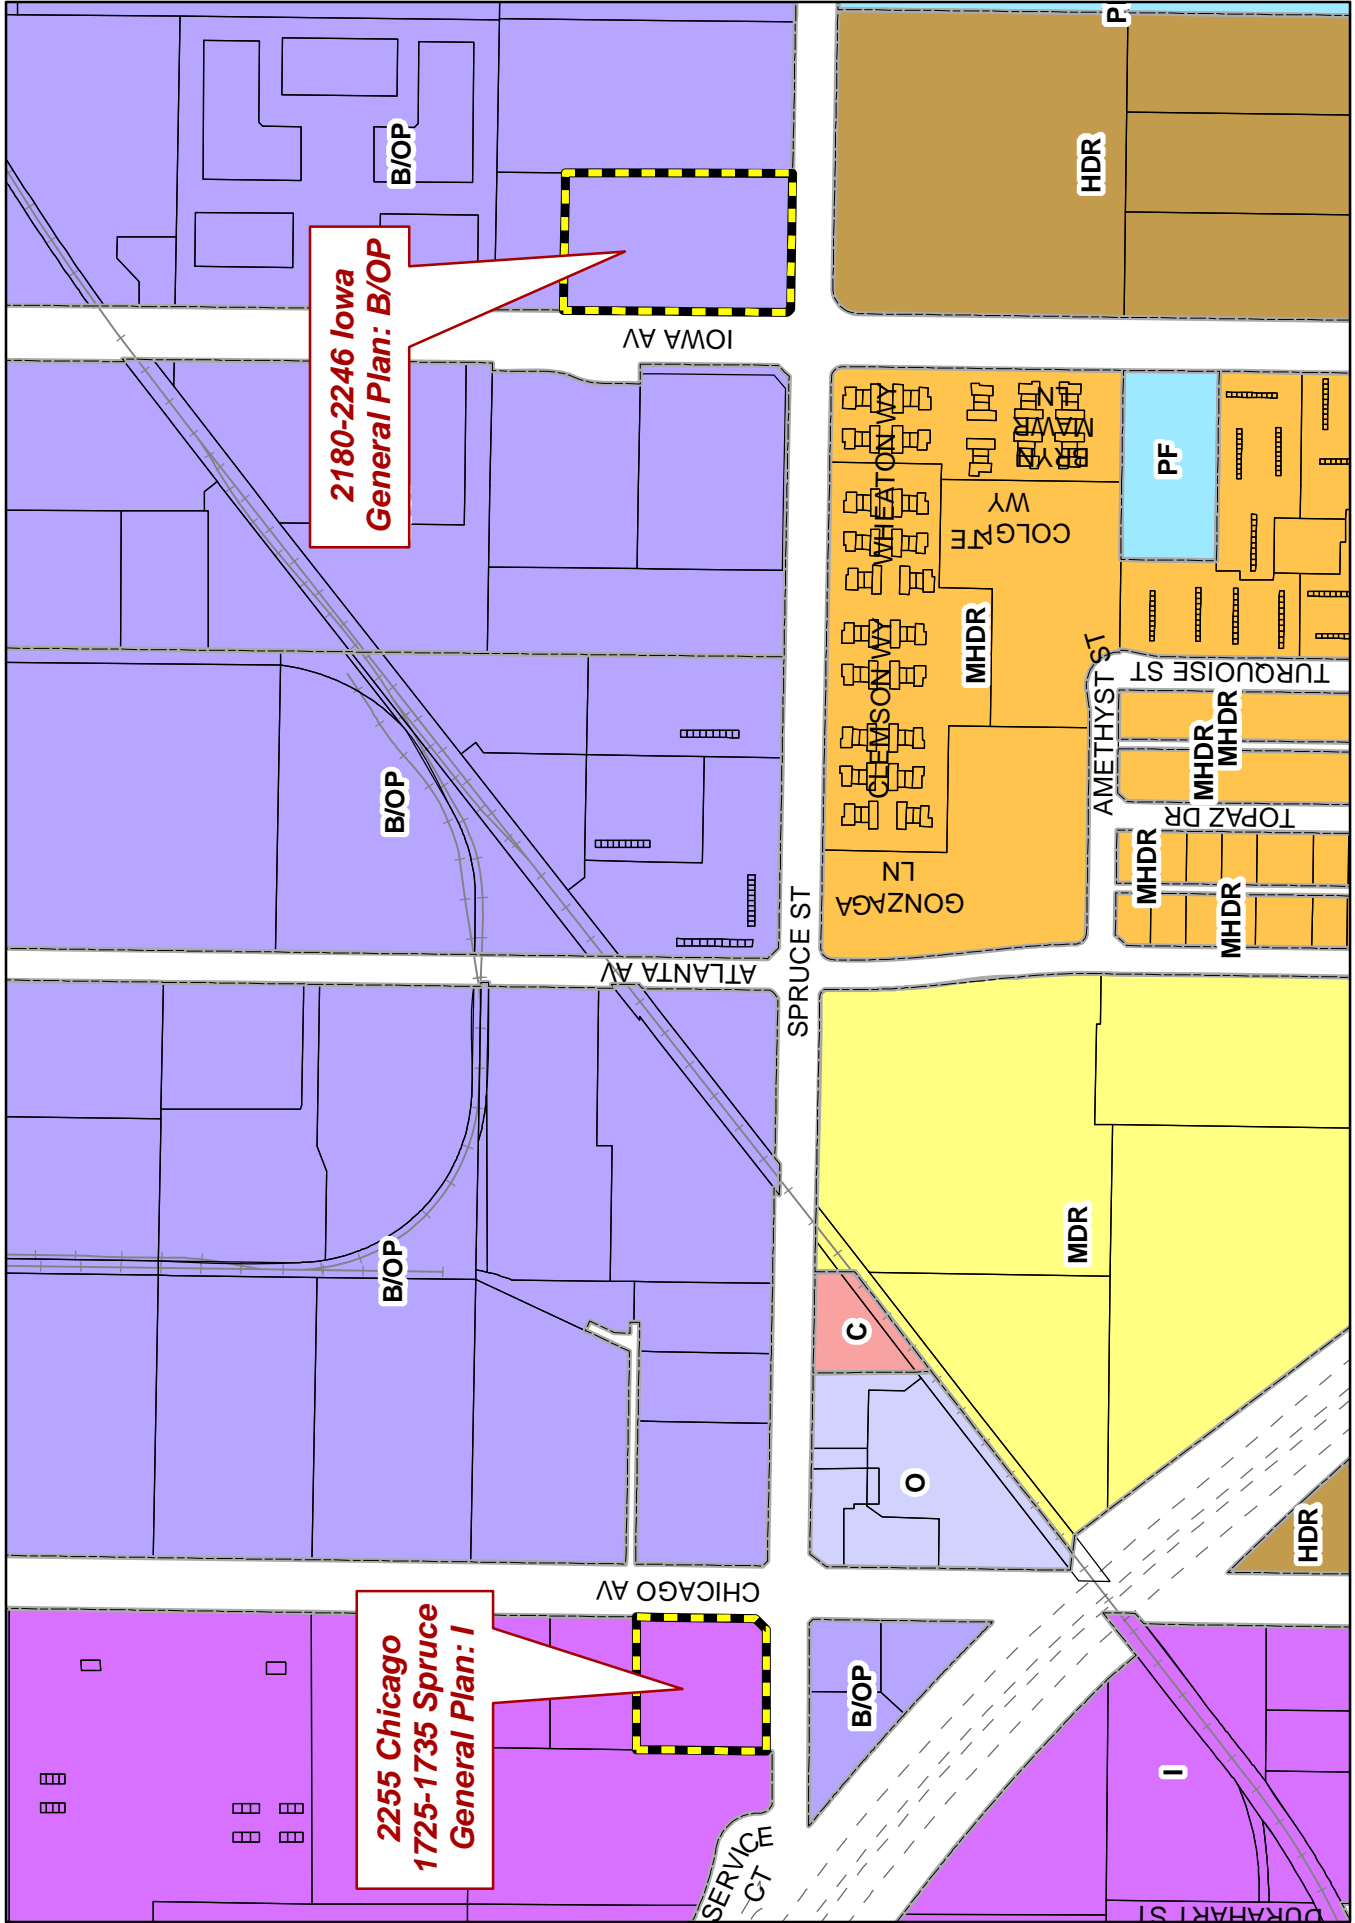 2255 Chicago
1725-1735 Spruce
General Plan: I
2180-2246 Iowa
General Plan: B/OP
B/OP
B/OP
B/OP
B/OP
CHICAGO AV
ATLANTA AV
IOWA AV
SPRUCE ST
SERVICE
CT
O
C
I
MDR
HDR
HDR
PF
MHDR
MHDR
MHDR
MHDR
MHDR
GONZAGA
LN
CLEMSON WY
WHEATON WY
COLGATE
WY
BRYN
MAWR
LN
AMETHYST ST
TOPAZ DR
TURQUOISE ST
DURAHART ST